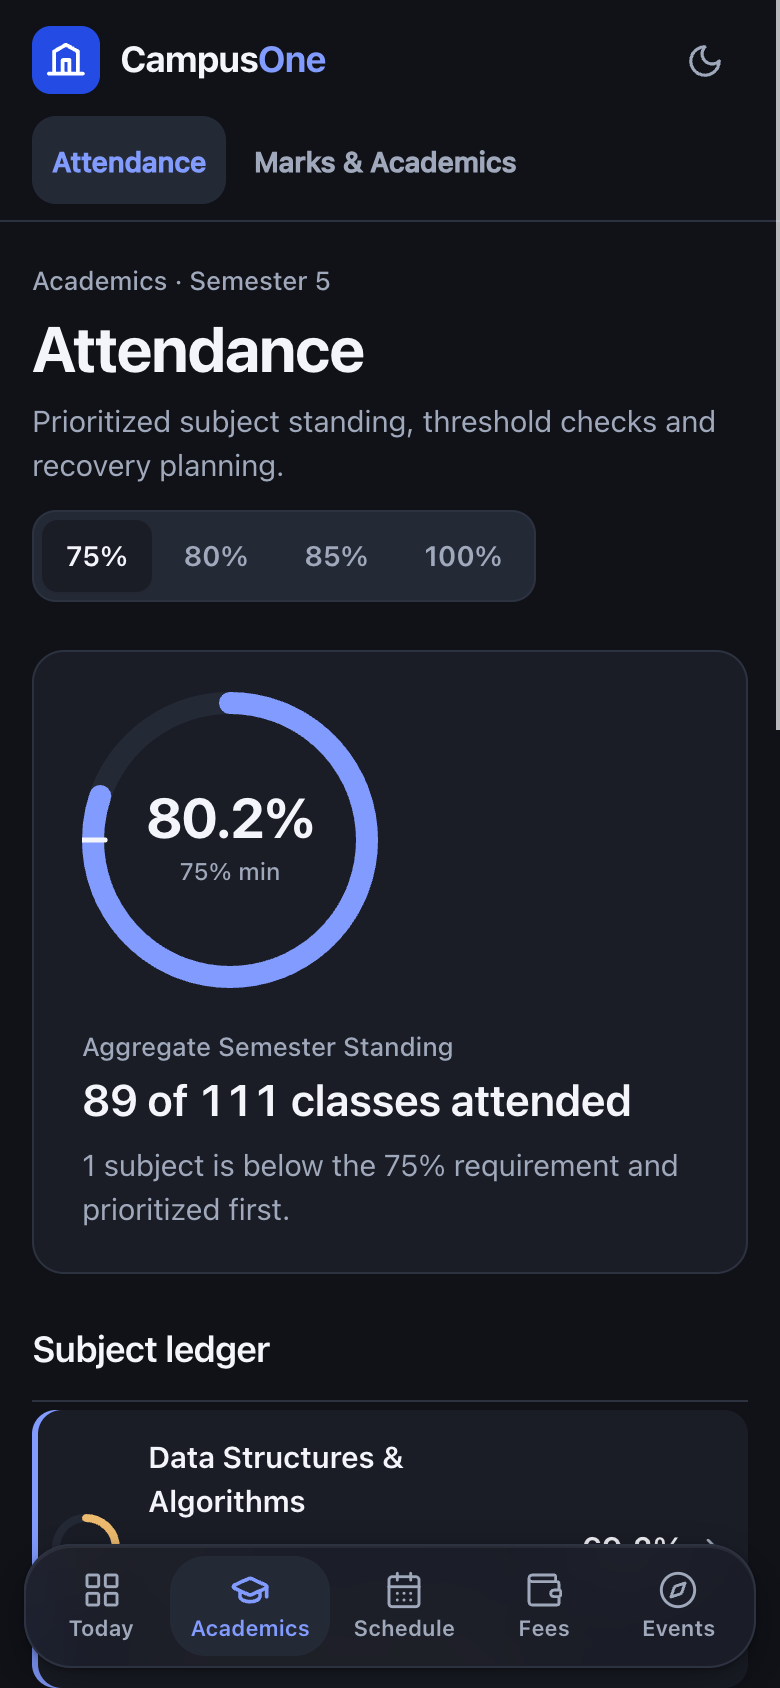 CampusOne
Attendance
Marks & Academics
Academics · Semester 5
Attendance
Prioritized subject standing, threshold checks and
recovery planning.
75%
80%
85%
100%
80.2%
75% min
Aggregate Semester Standing
89 of 111 classes attended
1 subject is below the 75% requirement and
prioritized first.
Subject ledger
Data Structures &
Algorithms
Today
Academics
Schedule
Fees
Events